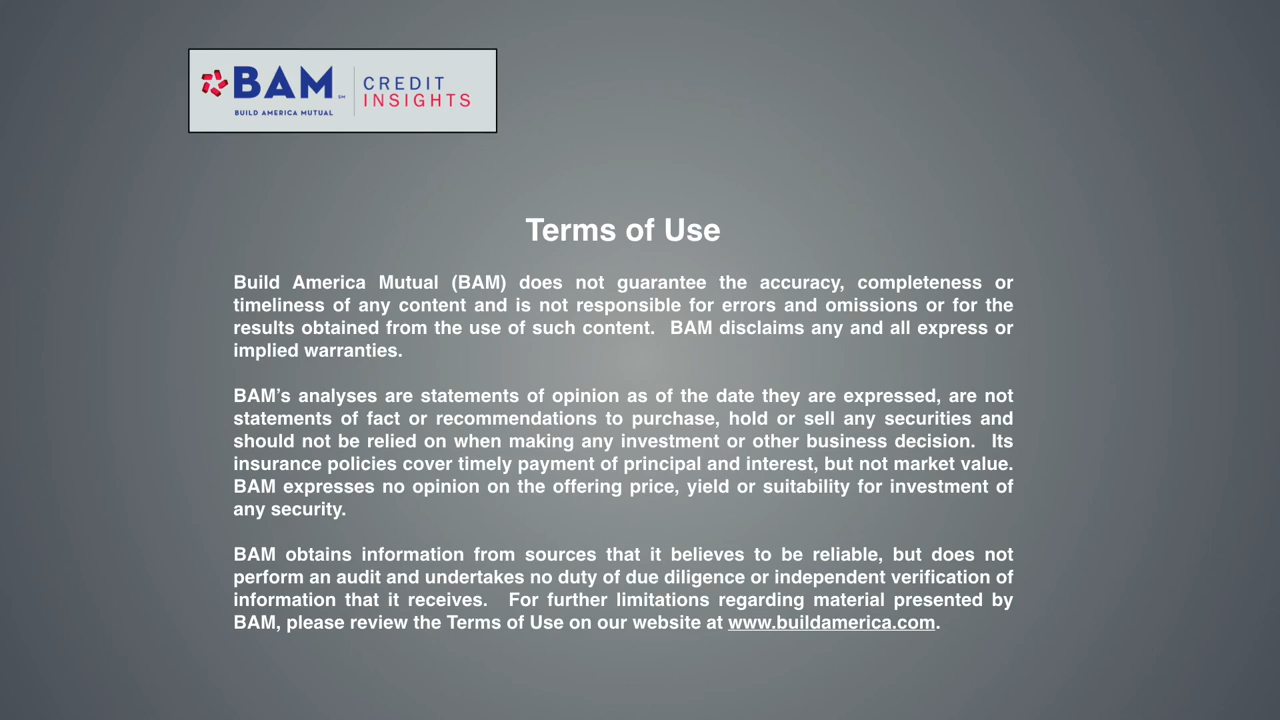 BAM SM
BUILD AMERICA MUTUAL
CREDIT
INSIGHTS
Terms of Use
Build America Mutual (BAM) does not guarantee the accuracy, completeness or
timeliness of any content and is not responsible for errors and omissions or for the
results obtained from the use of such content. BAM disclaims any and all express or
implied warranties.
BAM’s analyses are statements of opinion as of the date they are expressed, are not
statements of fact or recommendations to purchase, hold or sell any securities and
should not be relied on when making any investment or other business decision. Its
insurance policies cover timely payment of principal and interest, but not market value.
BAM expresses no opinion on the offering price, yield or suitability for investment of
any security.
BAM obtains information from sources that it believes to be reliable, but does not
perform an audit and undertakes no duty of due diligence or independent verification of
information that it receives. For further limitations regarding material presented by
BAM, please review the Terms of Use on our website at www.buildamerica.com.